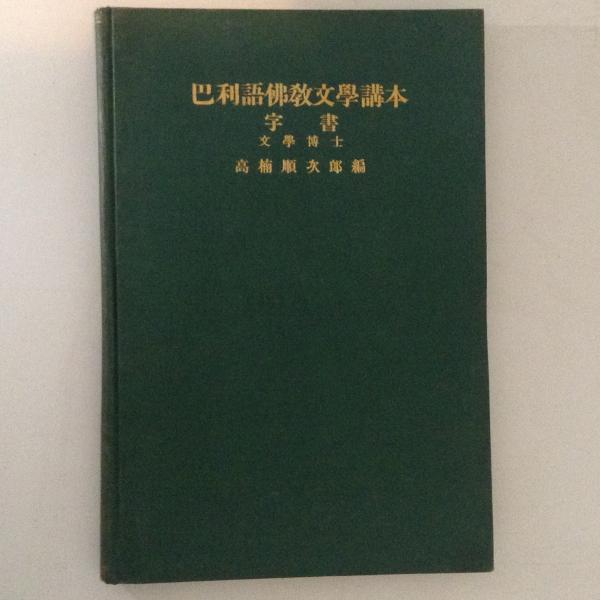 巴利語佛敎文學講本
字書
文學博士
高楠順次郎編